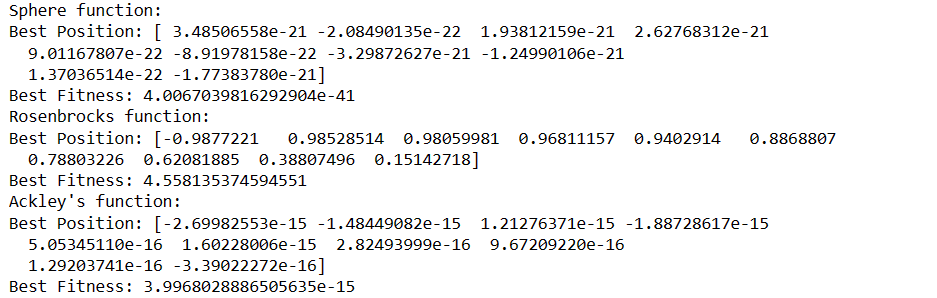 Sphere function:
Best Position: [ 3.48506558e-21 -2.08490135e-22  1.93812159e-21  2.62768312e-21
  9.01167807e-22 -8.91978158e-22 -3.29872627e-21 -1.24990106e-21
  1.37036514e-22 -1.77383780e-21]
Best Fitness: 4.0067039816292904e-41
Rosenbrocks function:
Best Position: [-0.9877221   0.98528514  0.98059981  0.96811157  0.9402914   0.8868807
  0.78803226  0.62081885  0.38807496  0.15142718]
Best Fitness: 4.558135374594551
Ackley's function:
Best Position: [-2.69982553e-15 -1.48449082e-15  1.21276371e-15 -1.88728617e-15
  5.05345110e-16  1.60228006e-15  2.82493999e-16  9.67209220e-16
  1.29203741e-16 -3.39022272e-16]
Best Fitness: 3.9968028886505635e-15